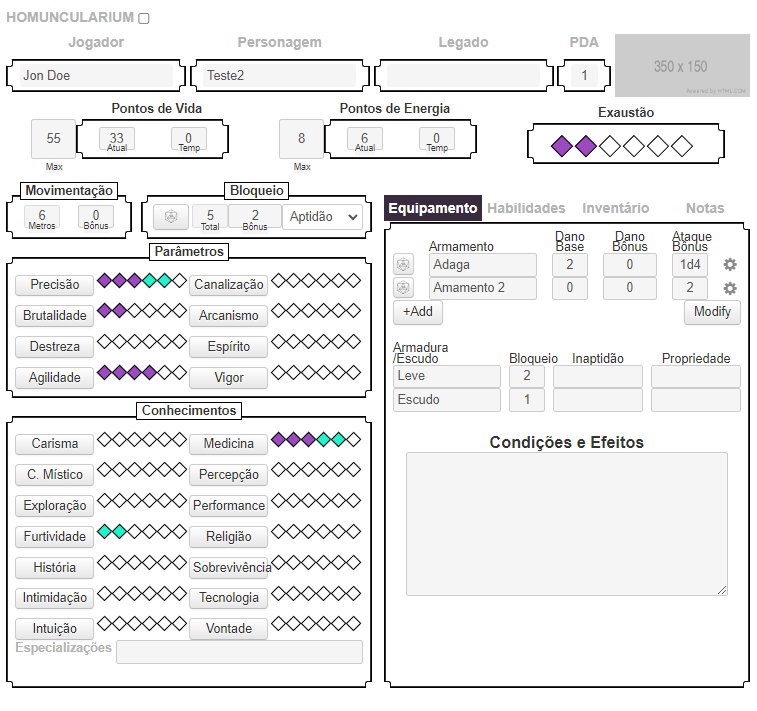 HOMUNCULARIUM
Jogador Personagem Legado PDA
Jon Doe Teste2 1
350 x 150
Powered by HTML.COM
Pontos de Vida Pontos de Energia Exaustão
55 33 0 8 6 0
Atual Temp Atual Temp
Max Max
Movimentação Bloqueio
6 0 5 2 Aptidão
Metros Bônus Total Bônus
Parâmetros
Precisão Canalização
Brutalidade Arcanismo
Destreza Espírito
Agilidade Vigor
Conhecimentos
Carisma Medicina
C. Místico Percepção
Exploração Performance
Furtividade Religião
História Sobrevivência
Intimidação Tecnologia
Intuição Vontade
Especializações
Equipamento Habilidades Inventário Notas
Armamento Dano Base Dano Bônus Ataque Bônus
Adaga 2 0 1d4
Amamento 2 0 0 2
+Add Modify
Armadura
/Escudo Bloqueio Inaptidão Propriedade
Leve 2
Escudo 1
Condições e Efeitos